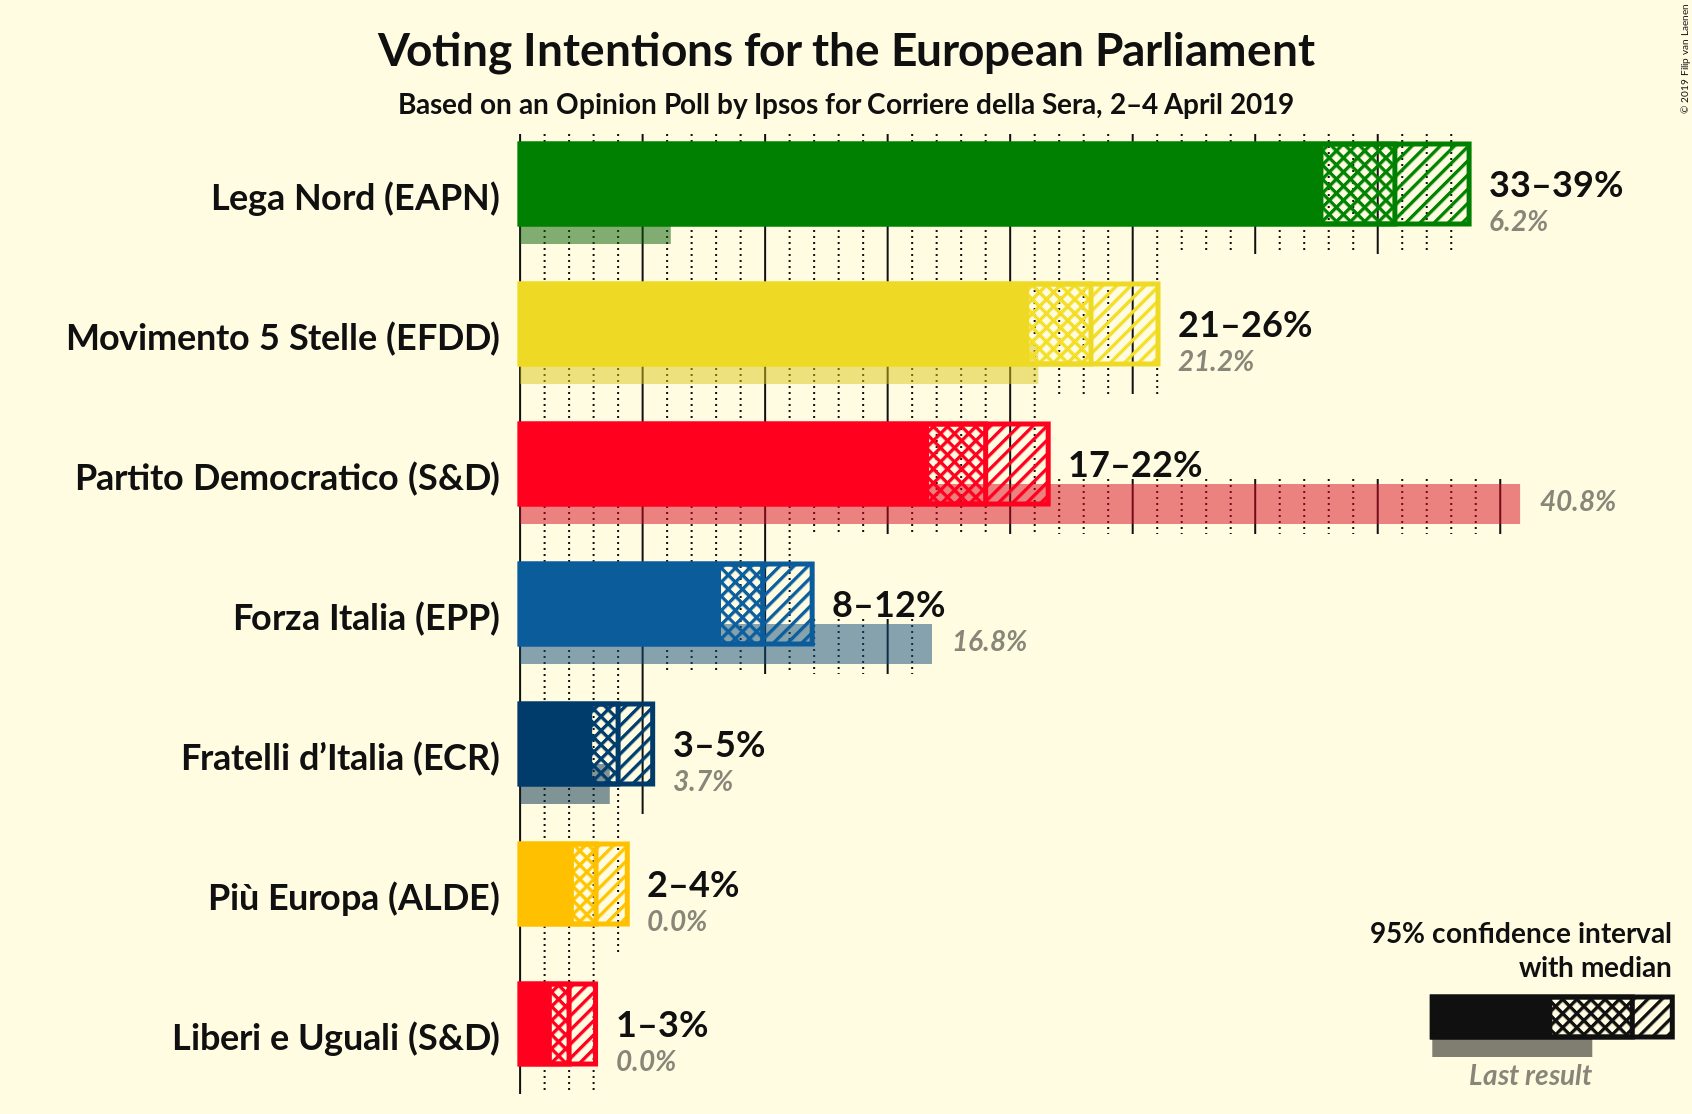 Voting Intentions for the European Parliament
Based on an Opinion Poll by Ipsos for Corriere della Sera, 2–4 April 2019
© 2019 Filip van Laenen
Lega Nord (EAPN)
33–39%
6.2%
Movimento 5 Stelle (EFDD)
21–26%
21.2%
Partito Democratico (S&D)
17–22%
40.8%
Forza Italia (EPP)
8–12%
16.8%
Fratelli d’Italia (ECR)
3–5%
3.7%
Più Europa (ALDE)
2–4%
0.0%
Liberi e Uguali (S&D)
1–3%
0.0%
95% confidence interval
with median
Last result